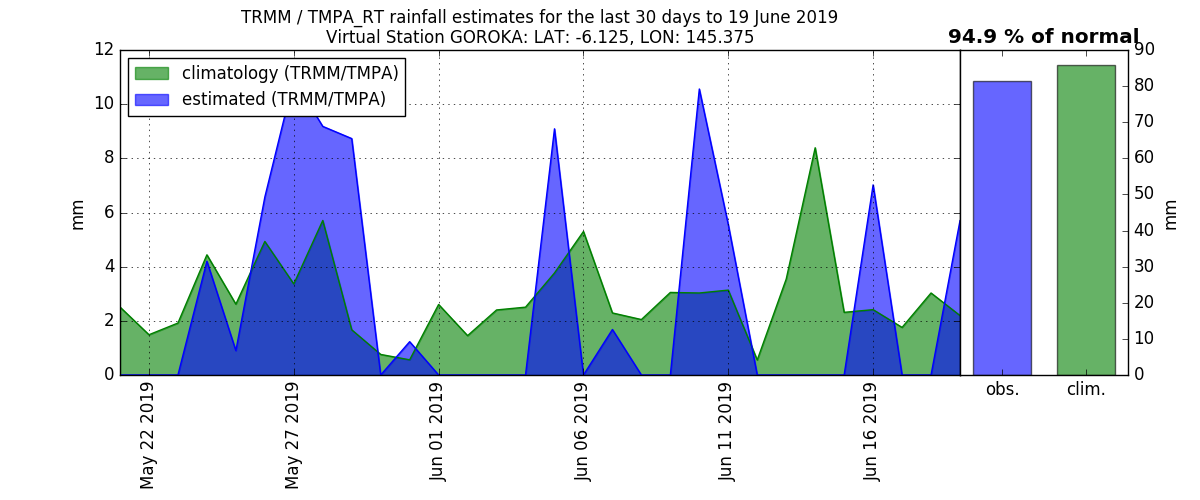 TRMM / TMPA_RT rainfall estimates for the last 30 days to 19 June 2019
Virtual Station GOROKA: LAT: -6.125, LON: 145.375
94.9 % of normal
climatology (TRMM/TMPA)
estimated (TRMM/TMPA)
12
10
8
6
4
2
0
mm
May 22 2019
May 27 2019
Jun 01 2019
Jun 06 2019
Jun 11 2019
Jun 16 2019
90
80
70
60
50
40
30
20
10
0
mm
obs.
clim.